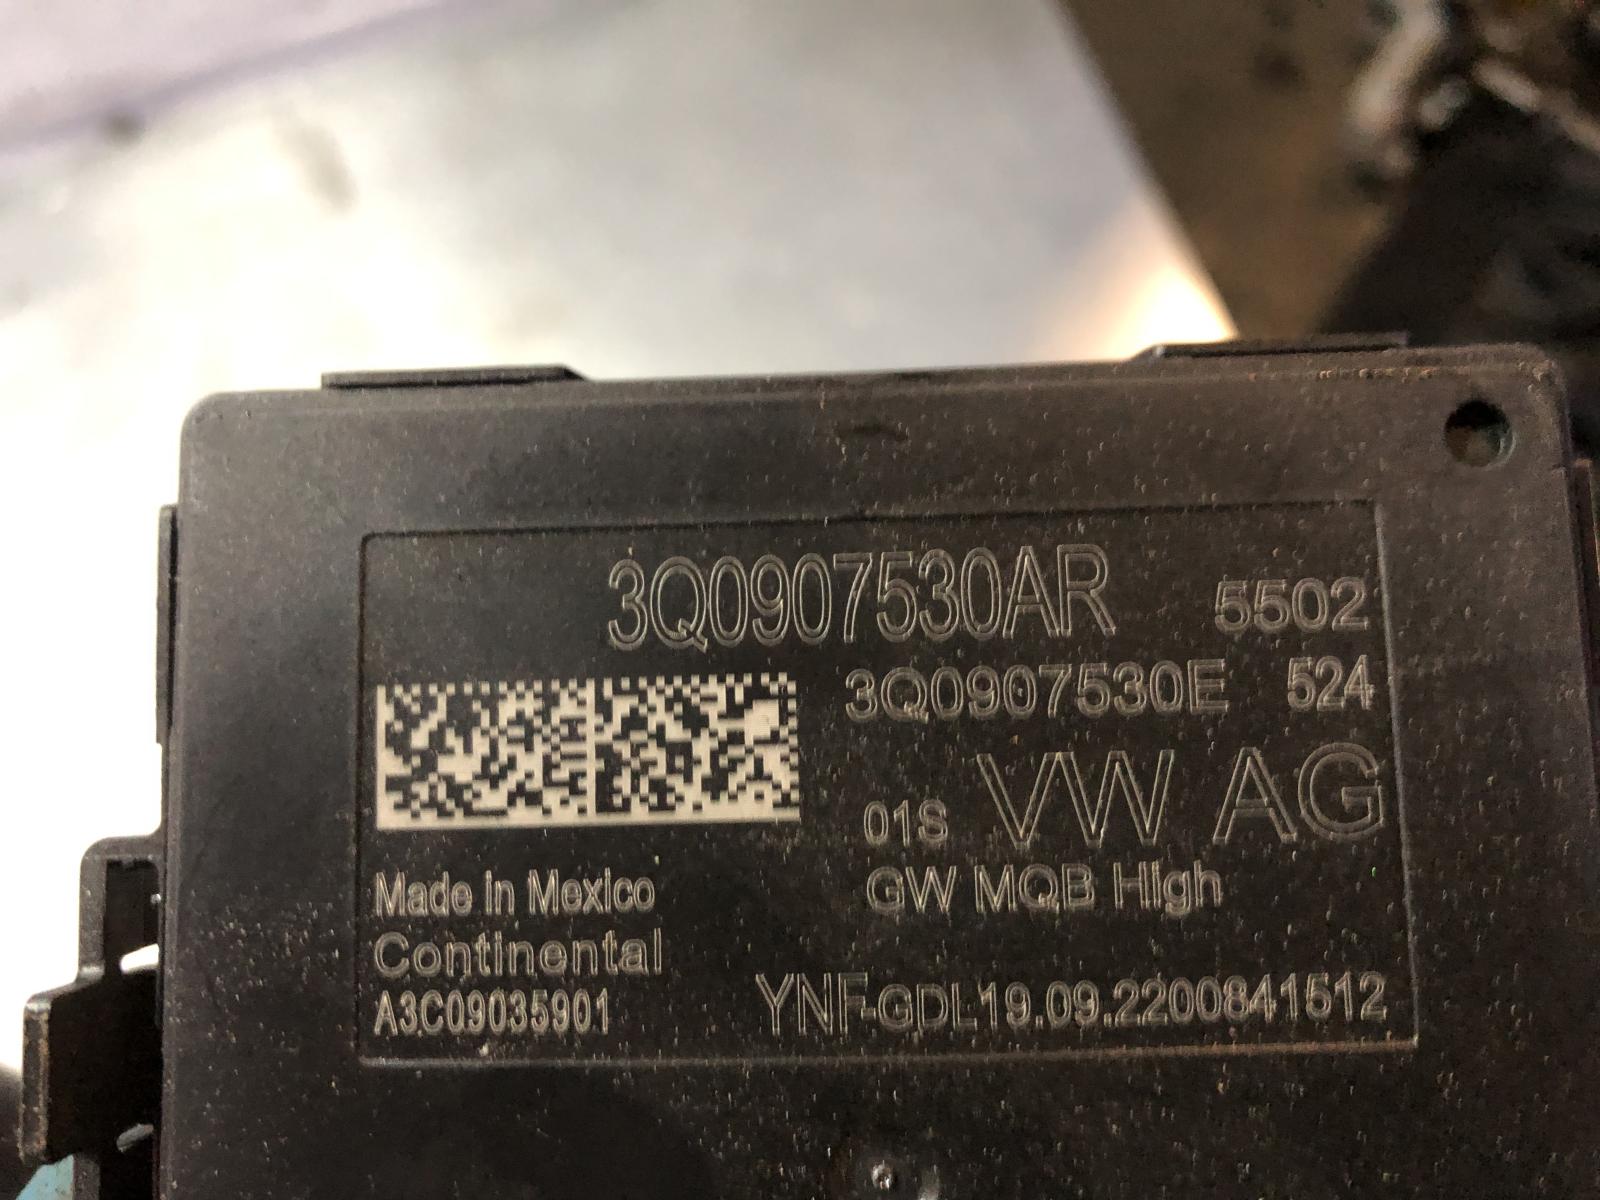 3Q0907530AR 5502
3Q0907530E 524
01S VW AG
GW MQB High
Made in Mexico
Continental
A3C09035901
YNF-GDL19.09.2200841512